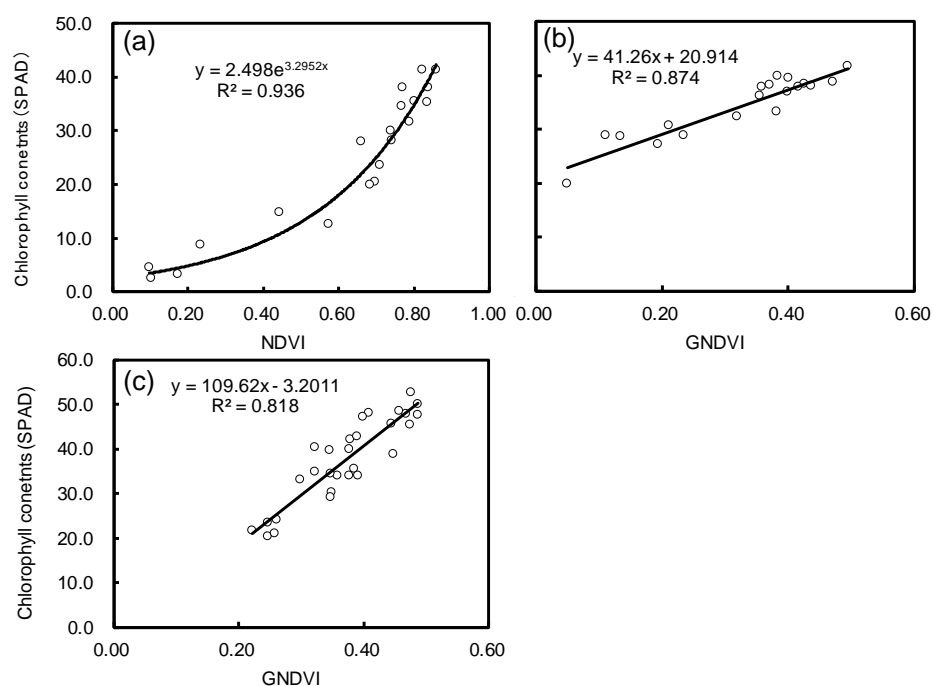 50.0
40.0
30.0
20.0
10.0
0.0
Chlorophyll conetnts (SPAD)
(a)
y = 2.498e3.2952x
R² = 0.936
0.00 0.20 0.40 0.60 0.80 1.00
NDVI
(b)
y = 41.26x + 20.914
R² = 0.874
0.00 0.20 0.40 0.60
GNDVI
60.0
50.0
40.0
30.0
20.0
10.0
0.0
Chlorophyll conetnts (SPAD)
(c)
y = 109.62x - 3.2011
R² = 0.818
0.00 0.20 0.40 0.60
GNDVI